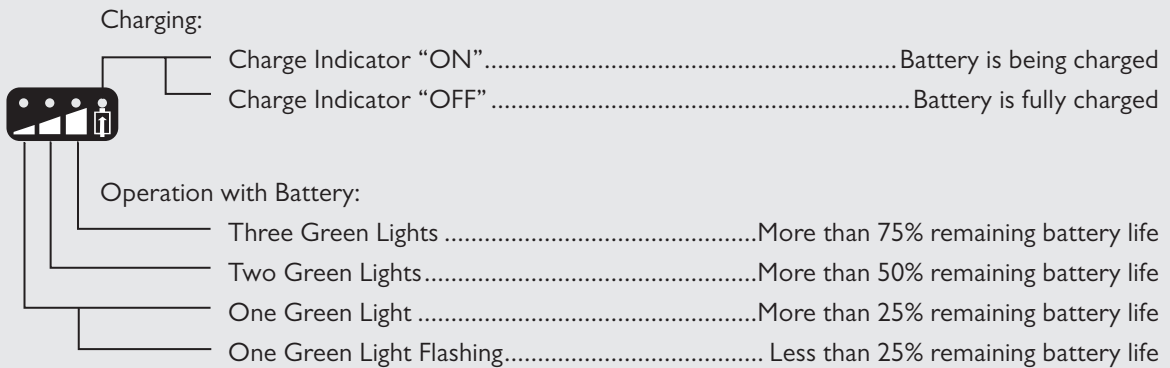 Charging:
Charge Indicator “ON”....................................................................Battery is being charged
Charge Indicator “OFF” .....................................................................Battery is fully charged
Operation with Battery:
Three Green Lights ...............................................More than 75% remaining battery life
Two Green Lights..................................................More than 50% remaining battery life
One Green Light ...................................................More than 25% remaining battery life
One Green Light Flashing....................................... Less than 25% remaining battery life